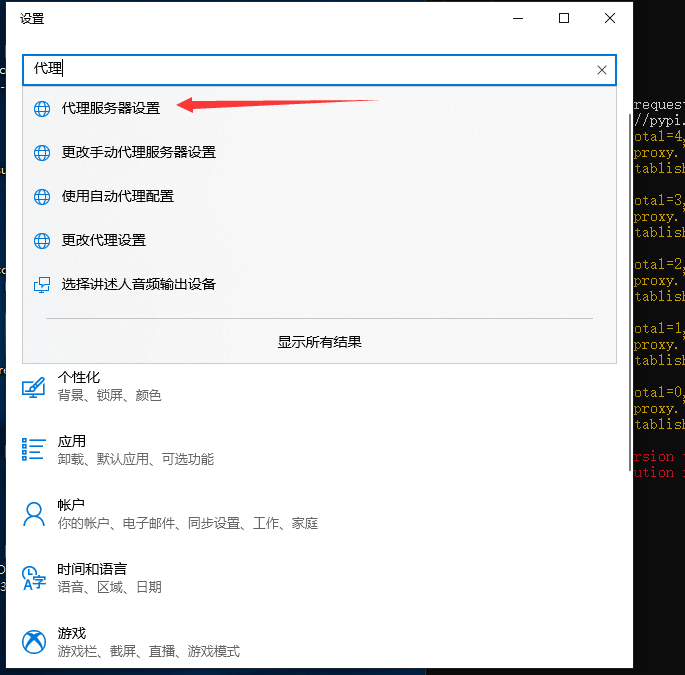 设置
代理
代理服务器设置
更改手动代理服务器设置
使用自动代理配置
更改代理设置
选择讲述人音频输出设备
显示所有结果
个性化
背景、锁屏、颜色
应用
卸载、默认应用、可选功能
帐户
你的帐户、电子邮件、同步设置、工作、家庭
时间和语言
语音、区域、日期
游戏
游戏栏、截屏、直播、游戏模式
request
//pypi.
otal=4,
proxy.
tablish
otal=3,
proxy.
tablish
otal=2,
proxy.
tablish
otal=1,
proxy.
tablish
otal=0,
proxy.
tablish
rsion
ution